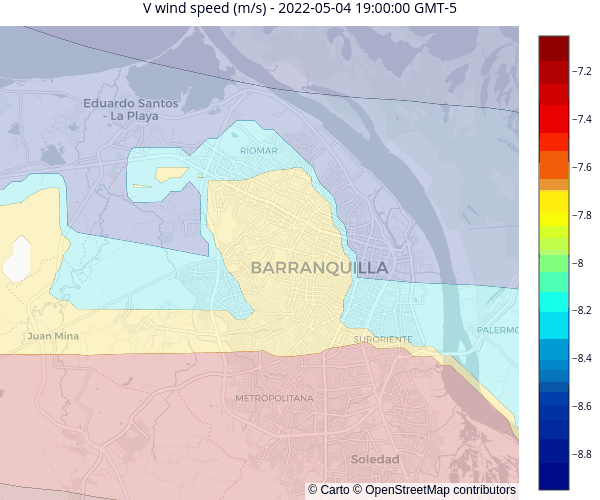 V wind speed (m/s) - 2022-05-04 19:00:00 GMT-5
Eduardo Santos
- La Playa
RIOMAR
BARRANQUILLA
Juan Mina
SURORIENTE
PALERMO
METROPOLITANA
Soledad
© Carto © OpenStreetMap contributors
−7.2
−7.4
−7.6
−7.8
−8
−8.2
−8.4
−8.6
−8.8